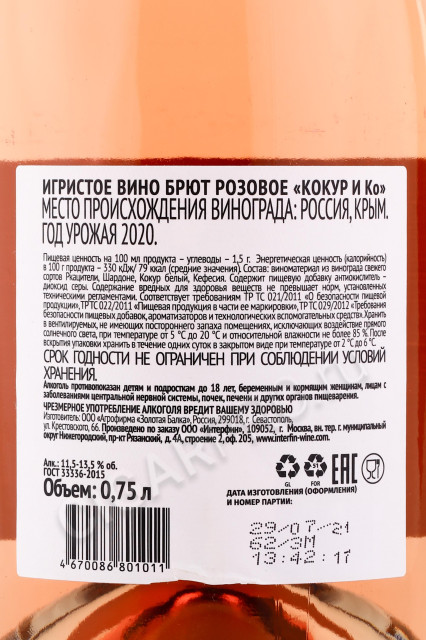 ИГРИСТОЕ ВИНО БРЮТ РОЗОВОЕ «КОКУР И Ко»
МЕСТО ПРОИСХОЖДЕНИЯ ВИНОГРАДА: РОССИЯ, КРЫМ.
ГОД УРОЖАЯ 2020.
Пищевая ценность на 100 мл продукта – углеводы – 1,5 г. Энергетическая ценность (калорийность)
в 100 г продукта – 330 кДж/ 79 ккал (средние значения). Состав: виноматериал из винограда свежего
сортов Ркацители, Шардоне, Кокур белый, Кефесия. Содержит пищевую добавку антиокислитель –
диоксид серы. Содержание вредных для здоровья веществ не превышает норм, установленных
техническими регламентами. Соответствует требованиям ТР ТС 021/2011 «О безопасности пищевой
продукции», ТР ТС 022/2011 «Пищевая продукция в части ее маркировки», ТР ТС 029/2012 «Требования
безопасности пищевых добавок, ароматизаторов и технологических вспомогательных средств» Хранить
в вентилируемых, не имеющих постороннего запаха помещениях, исключающих воздействие прямого
солнечного света, при температуре от 5 °С до 20 °С и относительной влажности не более 85 %. После
вскрытия упаковки хранить в течение одних суток в закрытом виде при температуре от 2 °С до 6 °С.
СРОК ГОДНОСТИ НЕ ОГРАНИЧЕН ПРИ СОБЛЮДЕНИИ УСЛОВИЙ
ХРАНЕНИЯ.
Алкоголь противопоказан детям и подросткам до 18 лет, беременным и кормящим женщинам, лицам с
заболеваниями центральной нервной системы, почек, печени и других органов пищеварения.
ЧРЕЗМЕРНОЕ УПОТРЕБЛЕНИЕ АЛКОГОЛЯ ВРЕДИТ ВАШЕМУ ЗДОРОВЬЮ
Изготовитель: ООО «Агрофирма «Золотая Балка», Россия, 299018, г. Севастополь,
ул. Крестовского, 66. Произведено по заказу ООО «Интерфин», 109052, г. Москва, вн. тер. г. муниципальный
округ Нижегородский, пр-кт Рязанский, д. 4А, строение 2, оф. 205, www.interfin-wine.com.
Алк.: 11,5-13,5 % об.
ГОСТ 33336-2015
Объем: 0,75 л
GL
51
FOR
EAC
ДАТА ИЗГОТОВЛЕНИЯ (ОФОРМЛЕНИЯ)
И НОМЕР ПАРТИИ:
29/07/21
62/3М
13:42:17
4 670086 801011